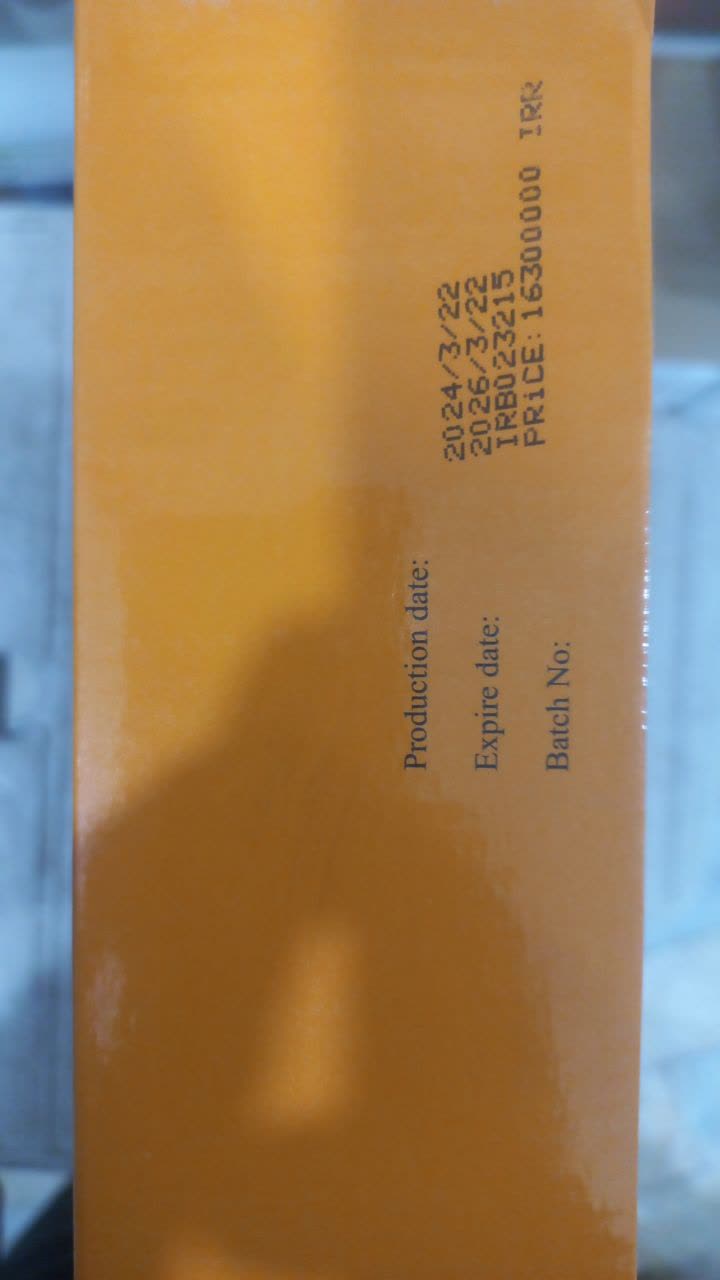 Production date: 2024/3/22
Expire date: 2026/3/22
Batch No: IRB023215
PRiCE: 16300000 IRR